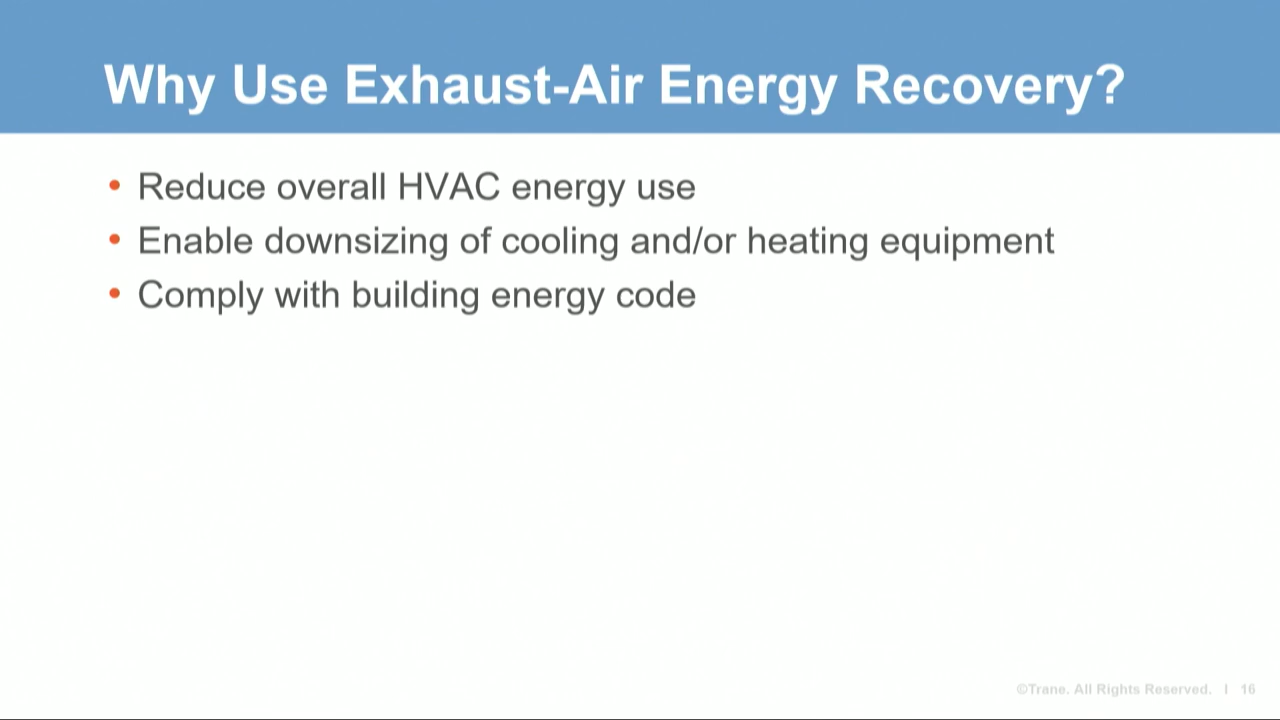 Why Use Exhaust-Air Energy Recovery?
• Reduce overall HVAC energy use
• Enable downsizing of cooling and/or heating equipment
• Comply with building energy code
©Trane. All Rights Reserved. I 16